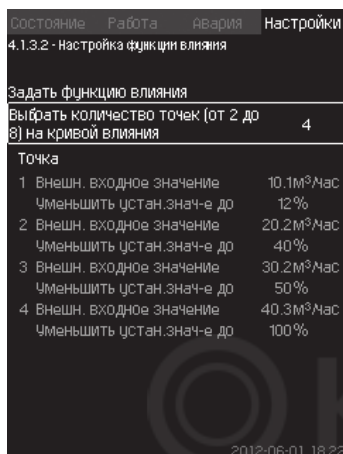 Состояние Работа Авария Настройки
4.1.3.2 - Настройка функции влияния
Задать функцию влияния
Выбрать количество точек (от 2 до
8) на кривой влияния 4
Точка
1 Внешн. входное значение 10.1м³/час
Уменьшить устан.знач-е до 12%
2 Внешн. входное значение 20.2м³/час
Уменьшить устан.знач-е до 40%
3 Внешн. входное значение 30.2м³/час
Уменьшить устан.знач-е до 50%
4 Внешн. входное значение 40.3м³/час
Уменьшить устан.знач-е до 100%
2012-06-01 18:22